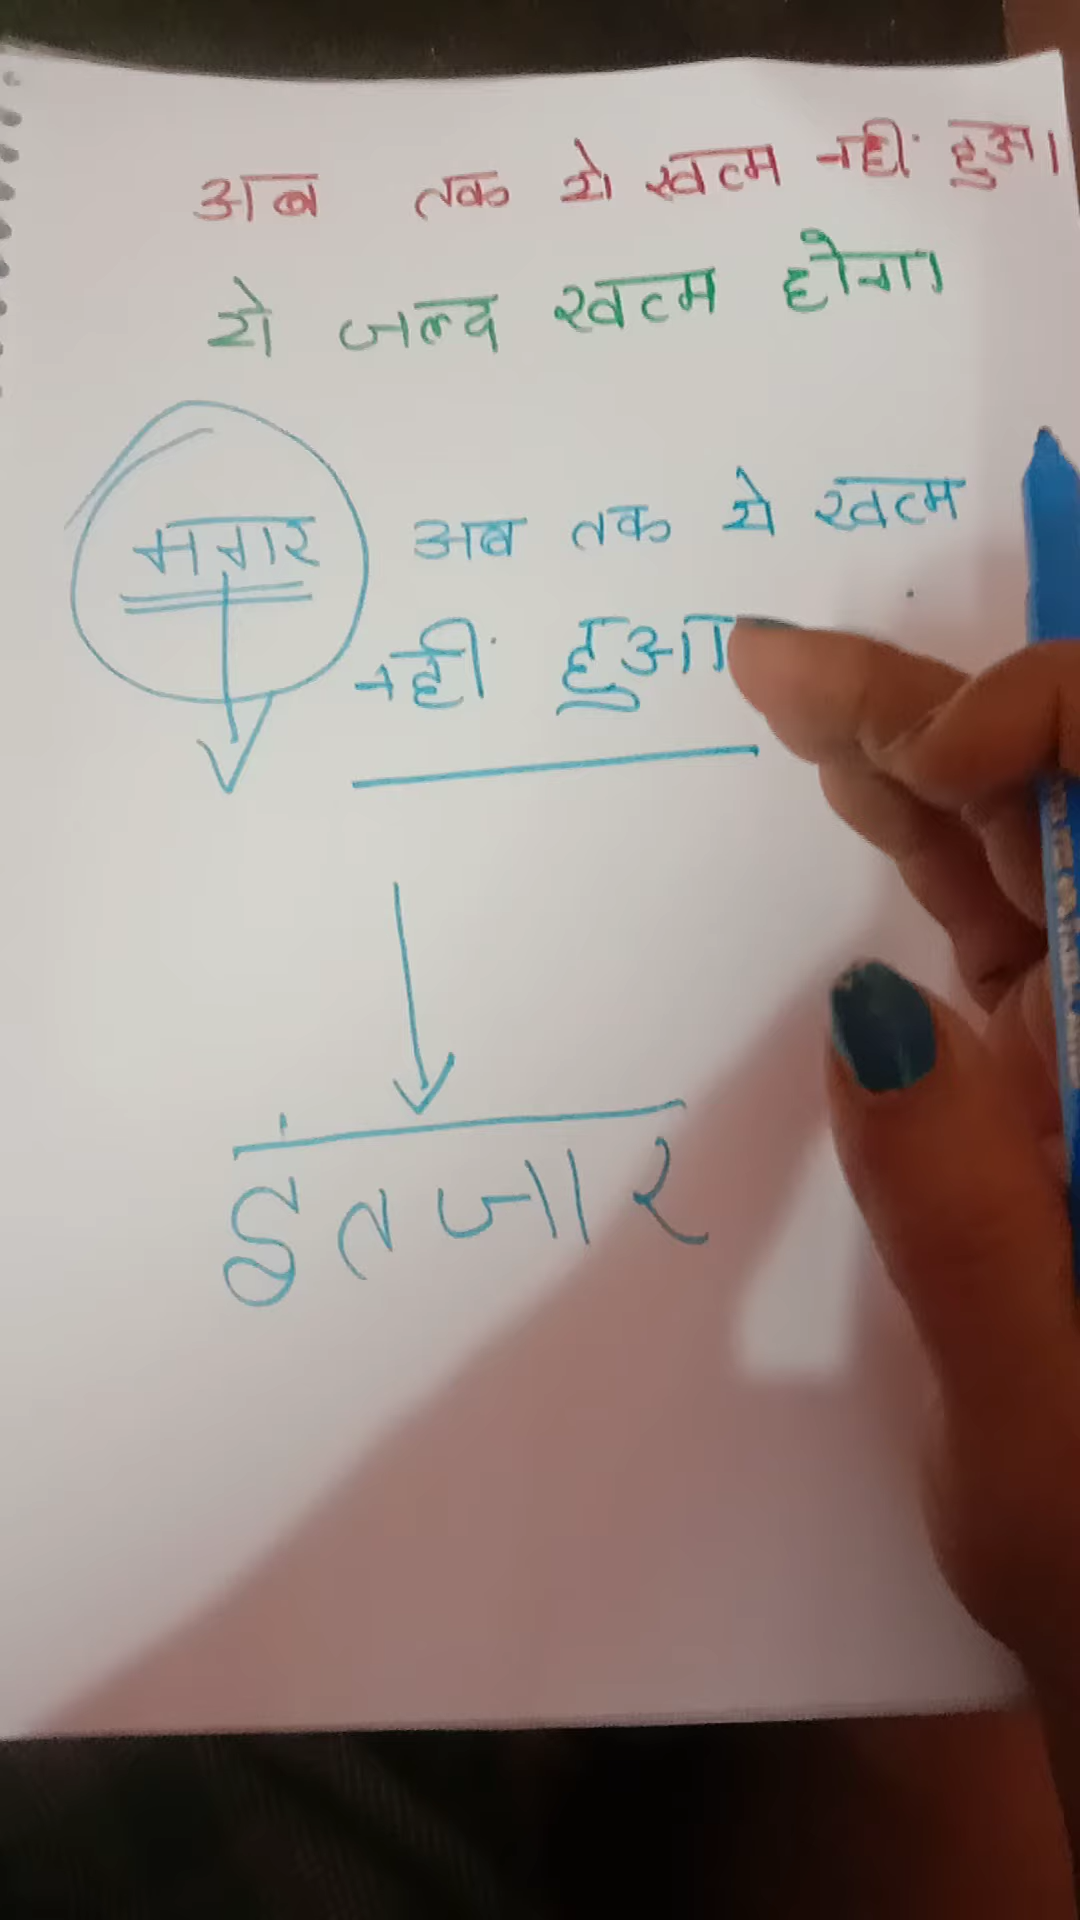 अब तक ये खत्म नहीं हुआ।
ये जल्द खत्म होगा।
मगर अब तक ये खत्म
नहीं हुआ
इंतजार